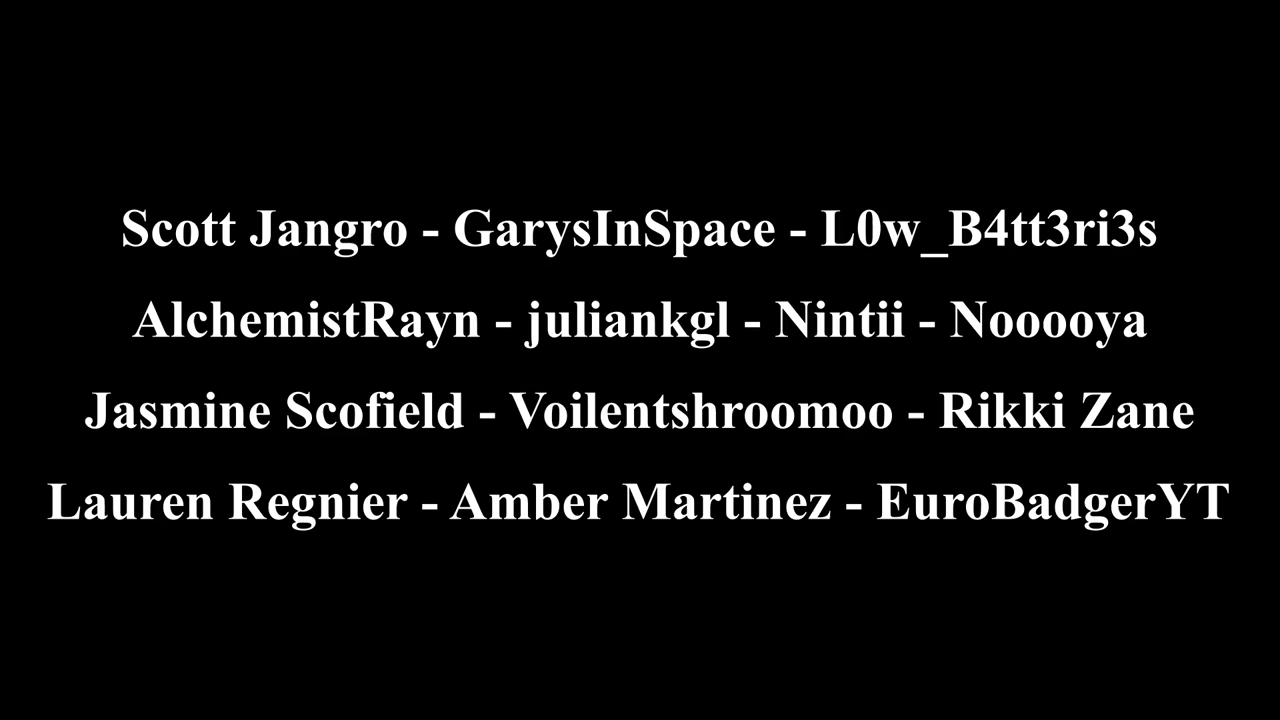 Scott Jangro - GarysInSpace - L0w_B4tt3ri3s
AlchemistRayn - juliankgl - Nintii - Nooooya
Jasmine Scofield - Voilentshroomoo - Rikki Zane
Lauren Regnier - Amber Martinez - EuroBadgerYT